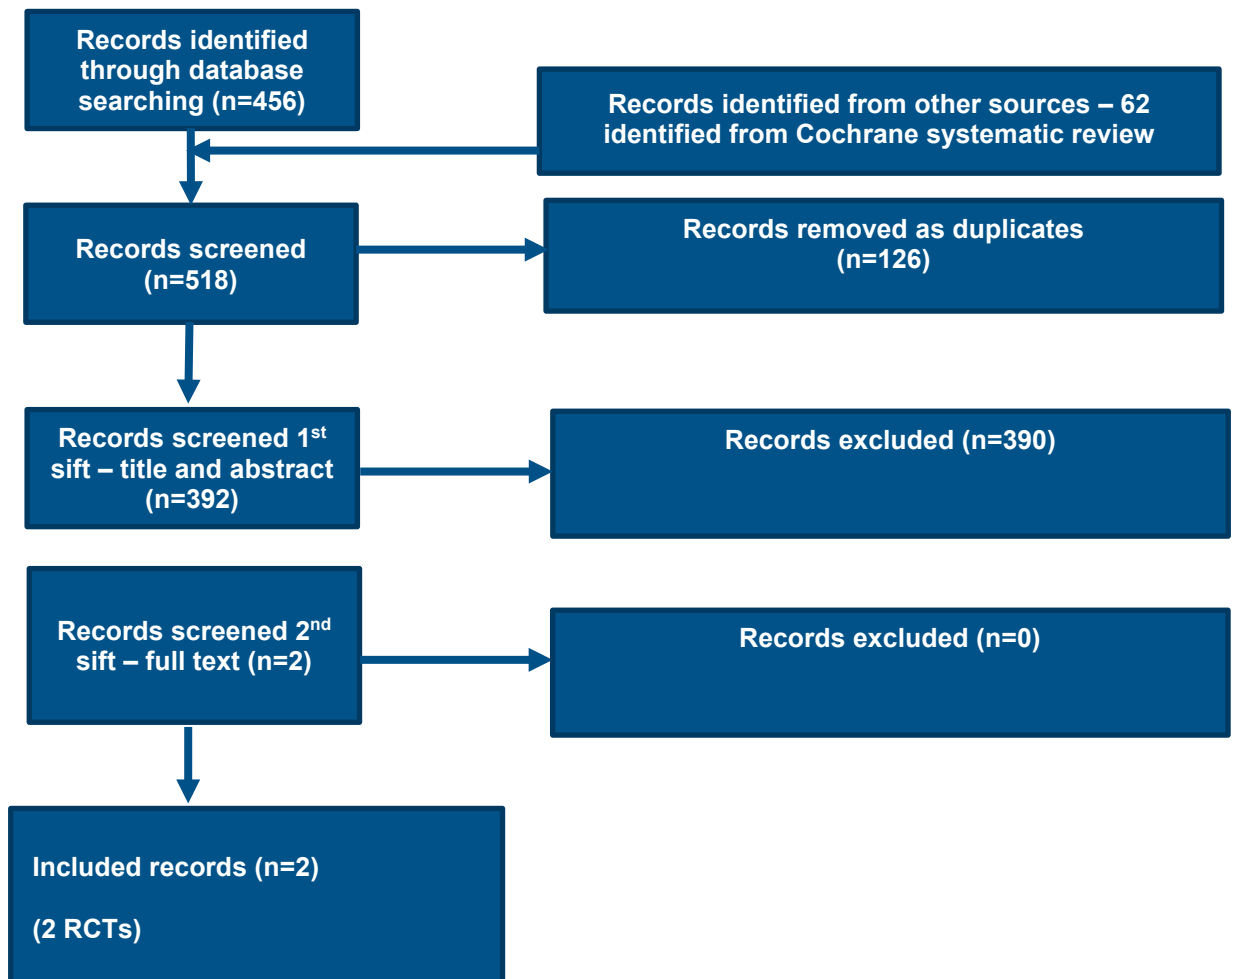 Records identified
through database
searching (n=456)
Records identified from other sources – 62
identified from Cochrane systematic review
Records screened
(n=518)
Records removed as duplicates
(n=126)
Records screened 1st
sift – title and abstract
(n=392)
Records excluded (n=390)
Records screened 2nd
sift – full text (n=2)
Records excluded (n=0)
Included records (n=2)
(2 RCTs)